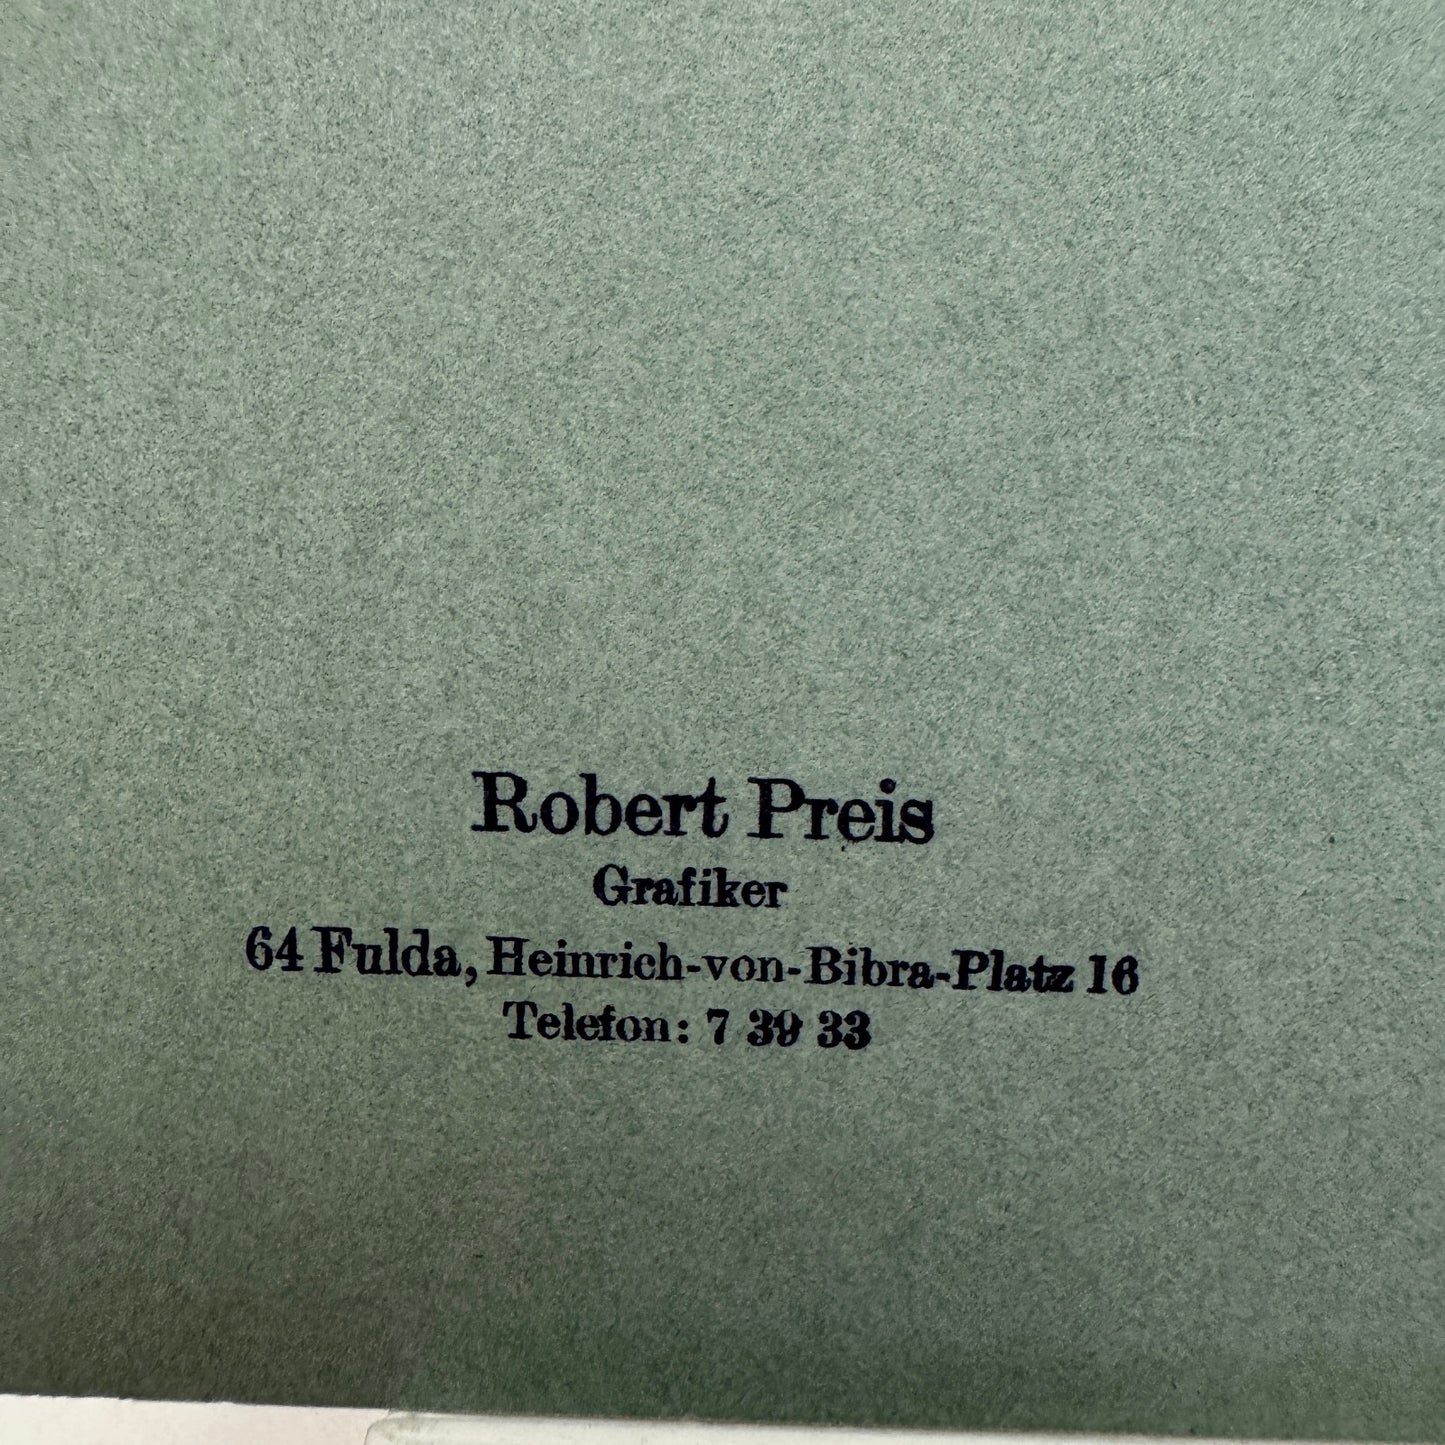 Robert Preis
Grafiker
64 Fulda, Heinrich-von-Bibra-Platz 16
Telefon: 7 39 33